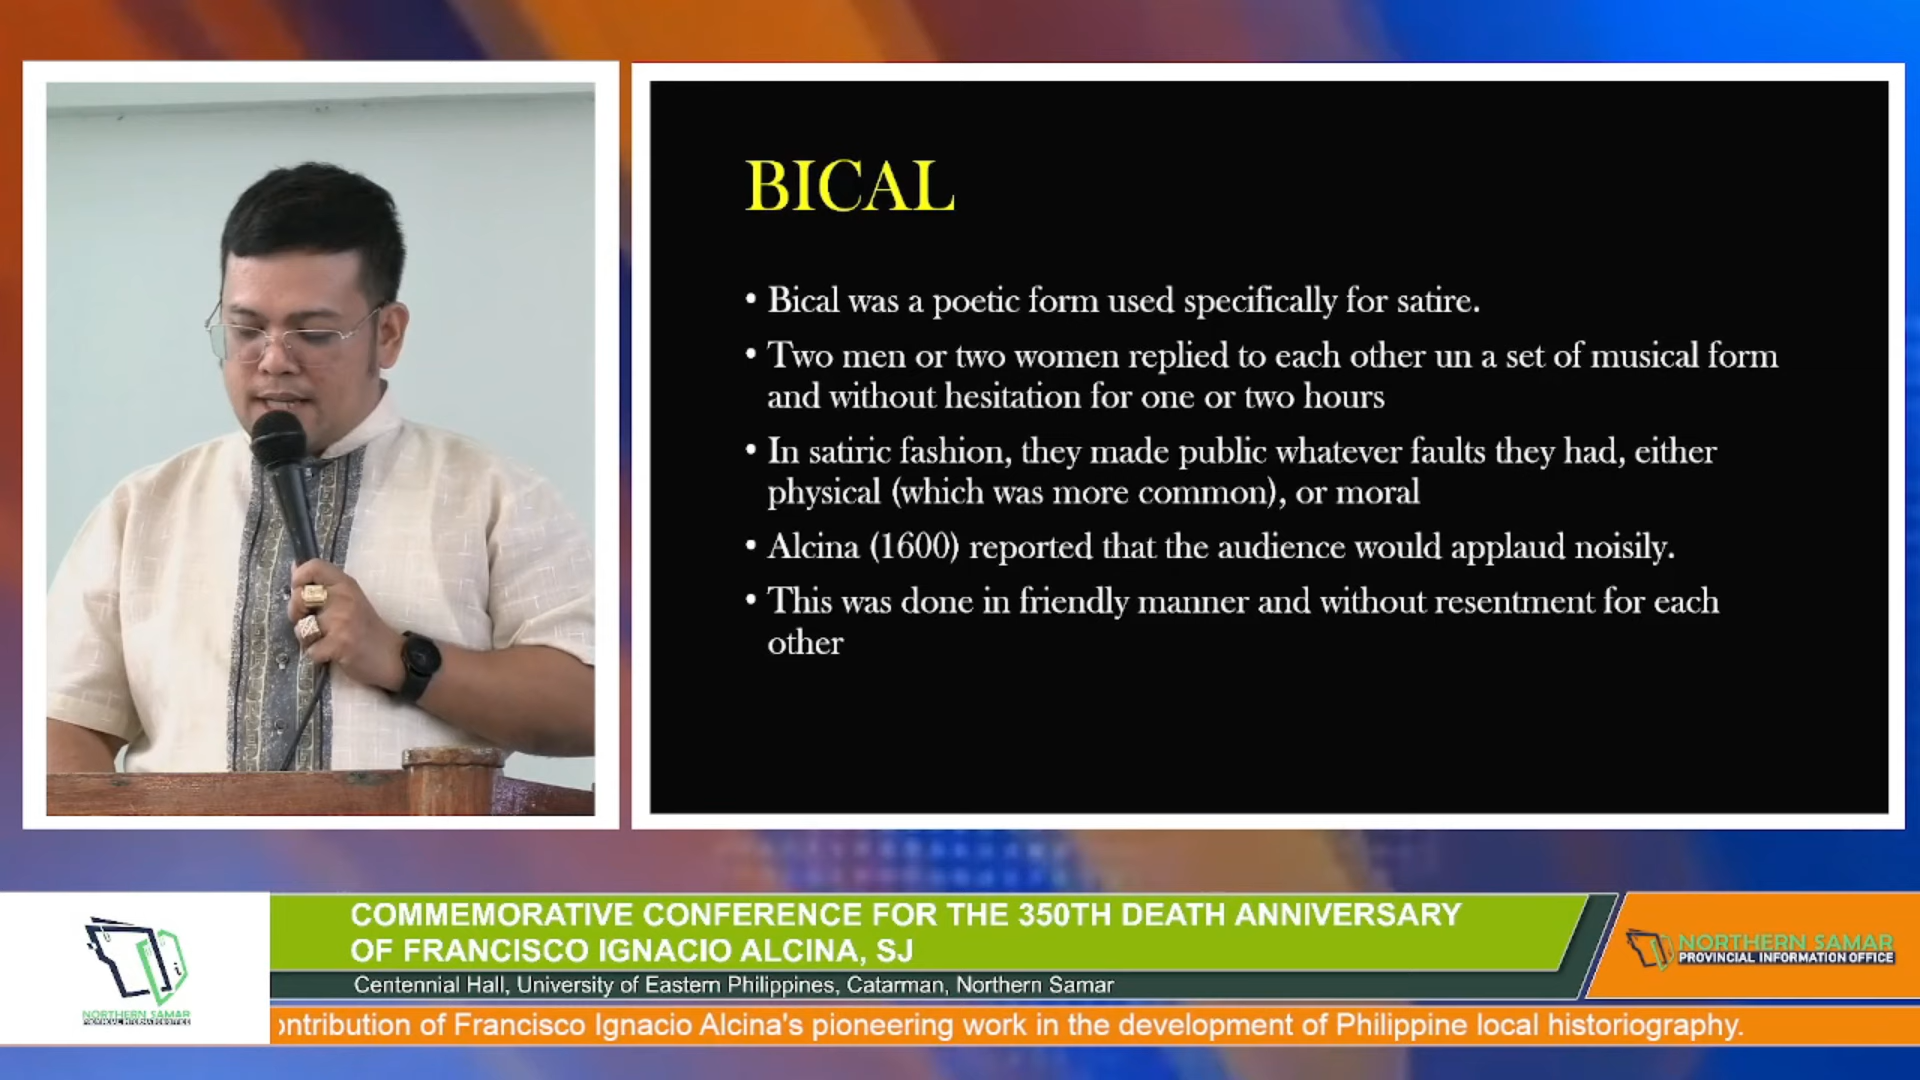 BICAL
• Bical was a poetic form used specifically for satire.
• Two men or two women replied to each other un a set of musical form
and without hesitation for one or two hours
• In satiric fashion, they made public whatever faults they had, either
physical (which was more common), or moral
• Alcina (1600) reported that the audience would applaud noisily.
• This was done in friendly manner and without resentment for each
other
COMMEMORATIVE CONFERENCE FOR THE 350TH DEATH ANNIVERSARY
OF FRANCISCO IGNACIO ALCINA, SJ
Centennial Hall, University of Eastern Philippines, Catarman, Northern Samar
NORTHERN SAMAR
PROVINCIAL INFORMATION OFFICE
NORTHERN SAMAR
PROVINCIAL INFORMATION OFFICE
ontribution of Francisco Ignacio Alcina's pioneering work in the development of Philippine local historiography.